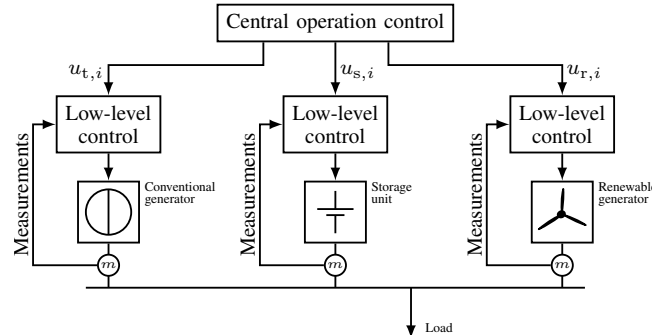 Central operation control
u_{t,i}
u_{s,i}
u_{r,i}
Low-level
control
Low-level
control
Low-level
control
Measurements
Measurements
Measurements
Conventional
generator
Storage
unit
Renewable
generator
m
m
m
Load